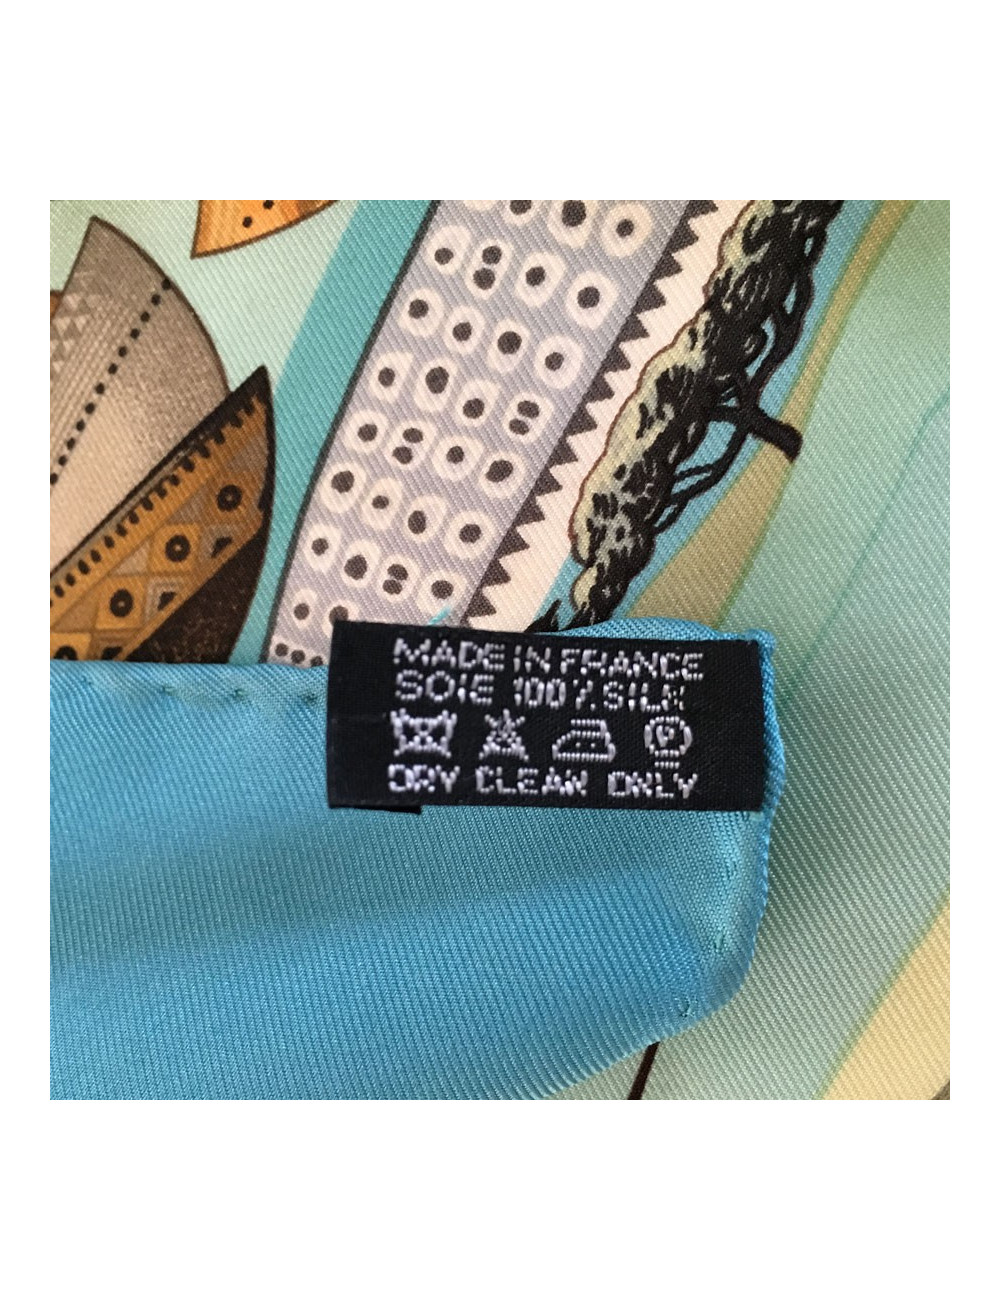 MADE IN FRANCE
SOIE 100% SILK
P
DRY CLEAN ONLY